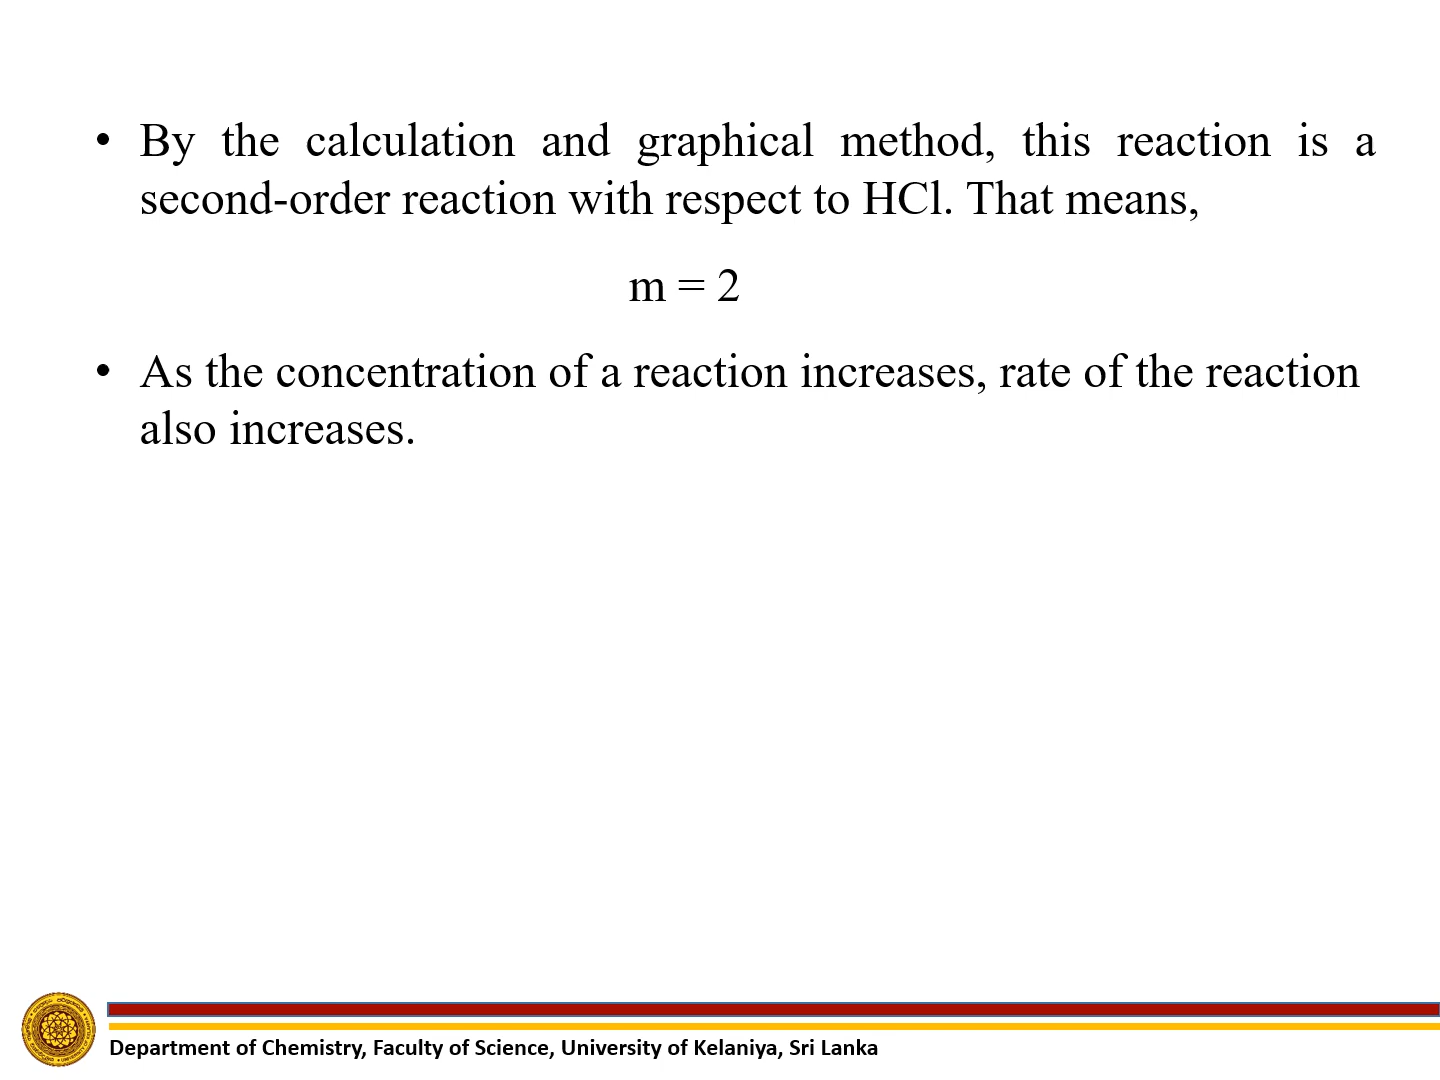 • By the calculation and graphical method, this reaction is a
second-order reaction with respect to HCl. That means,
m = 2
• As the concentration of a reaction increases, rate of the reaction
also increases.
Department of Chemistry, Faculty of Science, University of Kelaniya, Sri Lanka